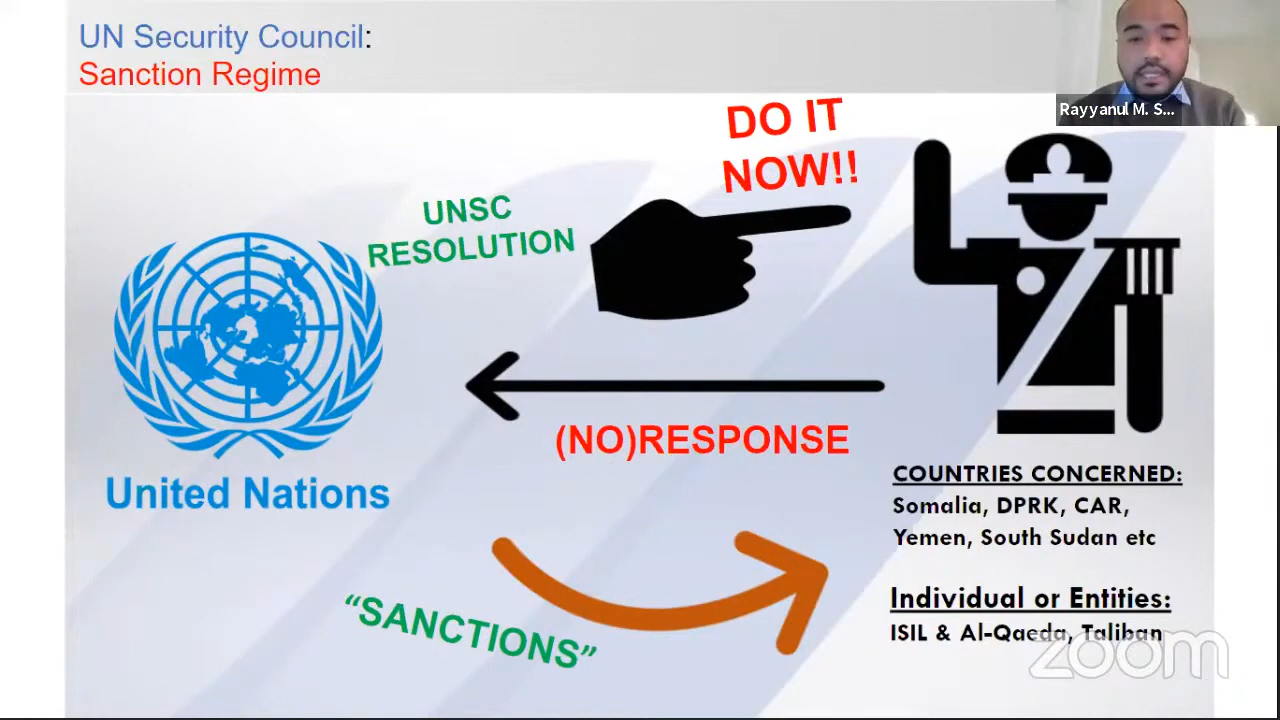 UN Security Council:
Sanction Regime
Rayyanul M. S...
DO IT
NOW!!
UNSC
RESOLUTION
(NO)RESPONSE
United Nations
COUNTRIES CONCERNED:
Somalia, DPRK, CAR,
Yemen, South Sudan etc
"SANCTIONS"
Individual or Entities:
ISIL & Al-Qaeda, Taliban
zoom